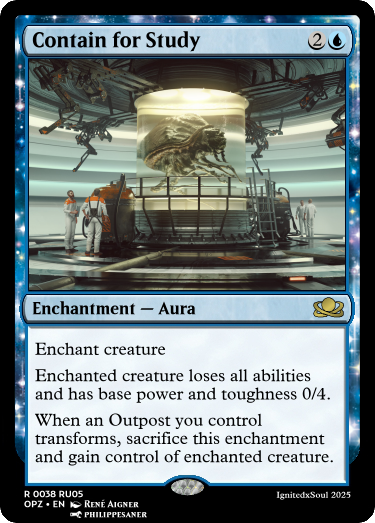 Contain for Study 2
Enchantment — Aura
Enchant creature
Enchanted creature loses all abilities
and has base power and toughness 0/4.
When an Outpost you control
transforms, sacrifice this enchantment
and gain control of enchanted creature.
R 0038 RU05
OPZ • EN René Aigner
PHILIPPESANER
IgnitedxSoul 2025